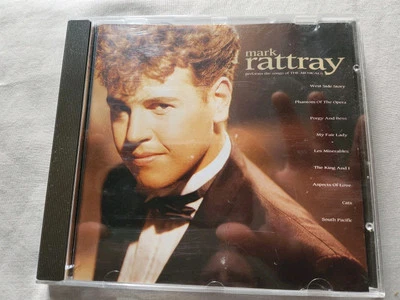 mark
rattray
performs the songs of THE MUSICALS
West Side Story
Phantom Of The Opera
Porgy And Bess
My Fair Lady
Les Misérables
The King And I
Aspects Of Love
Cats
South Pacific